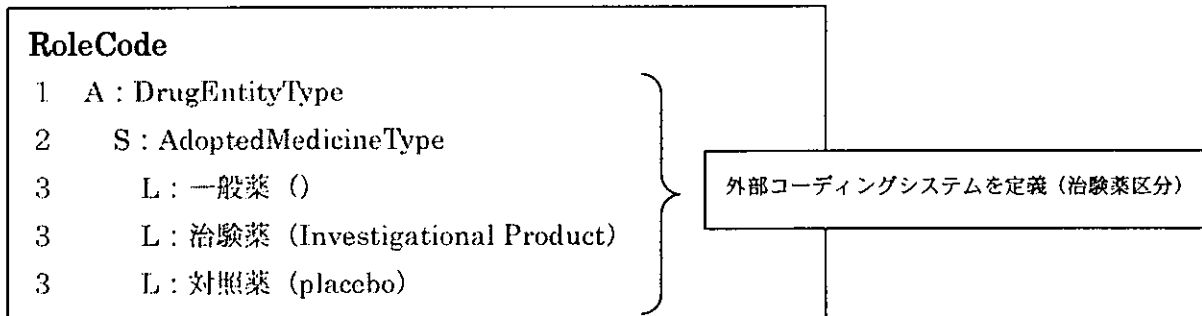 RoleCode
1 A : DrugEntityType
2 S : AdoptedMedicineType
3 L : 一般薬 ()
3 L : 治験薬 (Investigational Product)
3 L : 対照薬 (placebo)
外部コーディングシステムを定義 (治験薬区分)